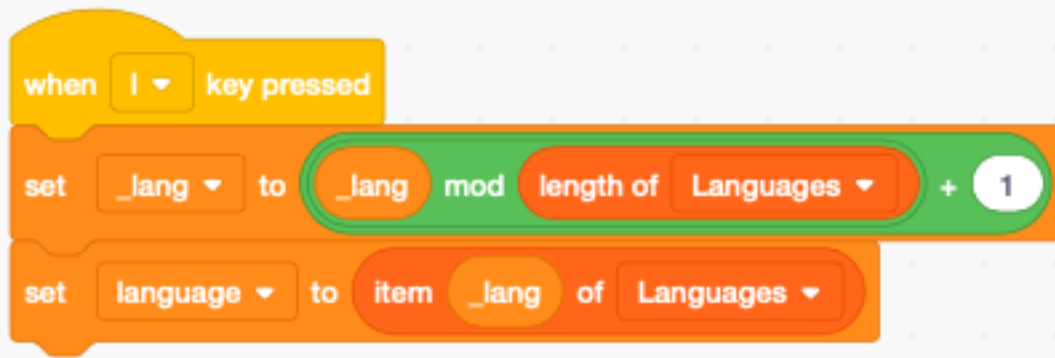 when l key pressed
set _lang to _lang mod length of Languages + 1
set language to item _lang of Languages